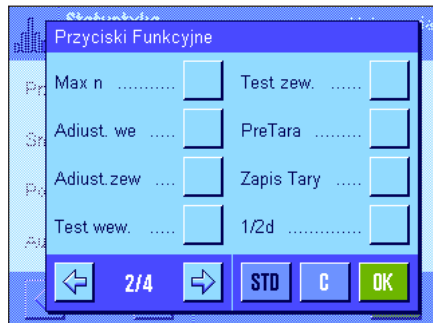 Statystyka
Przyciski Funkcyjne
Max n ...........
Test zew. ......
Adiust. we .....
PreTara ........
Adiust.zew ....
Zapis Tary .....
Test wew. .....
1/2d ..............
2/4
STD
C
OK